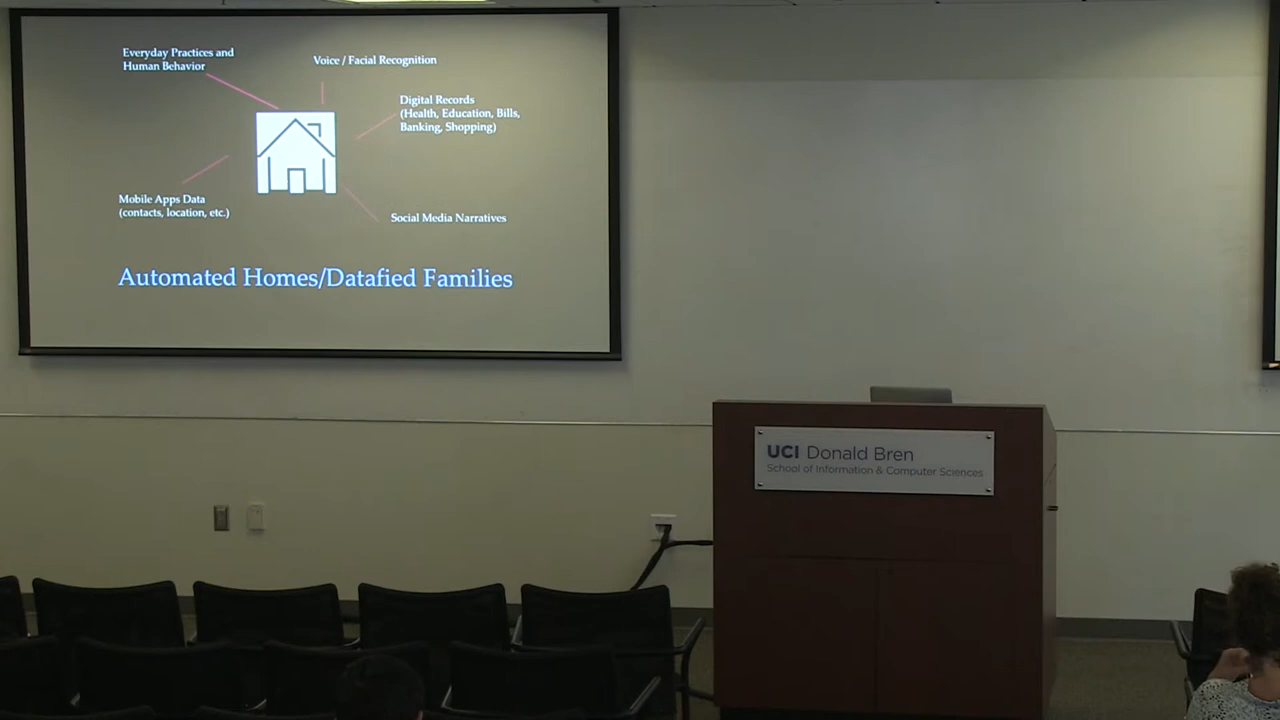 Everyday Practices and
Human Behavior
Voice / Facial Recognition
Digital Records
(Health, Education, Bills,
Banking, Shopping)
Mobile Apps Data
(contacts, location, etc.)
Social Media Narratives
Automated Homes/Datafied Families
UCI Donald Bren
School of Information & Computer Sciences